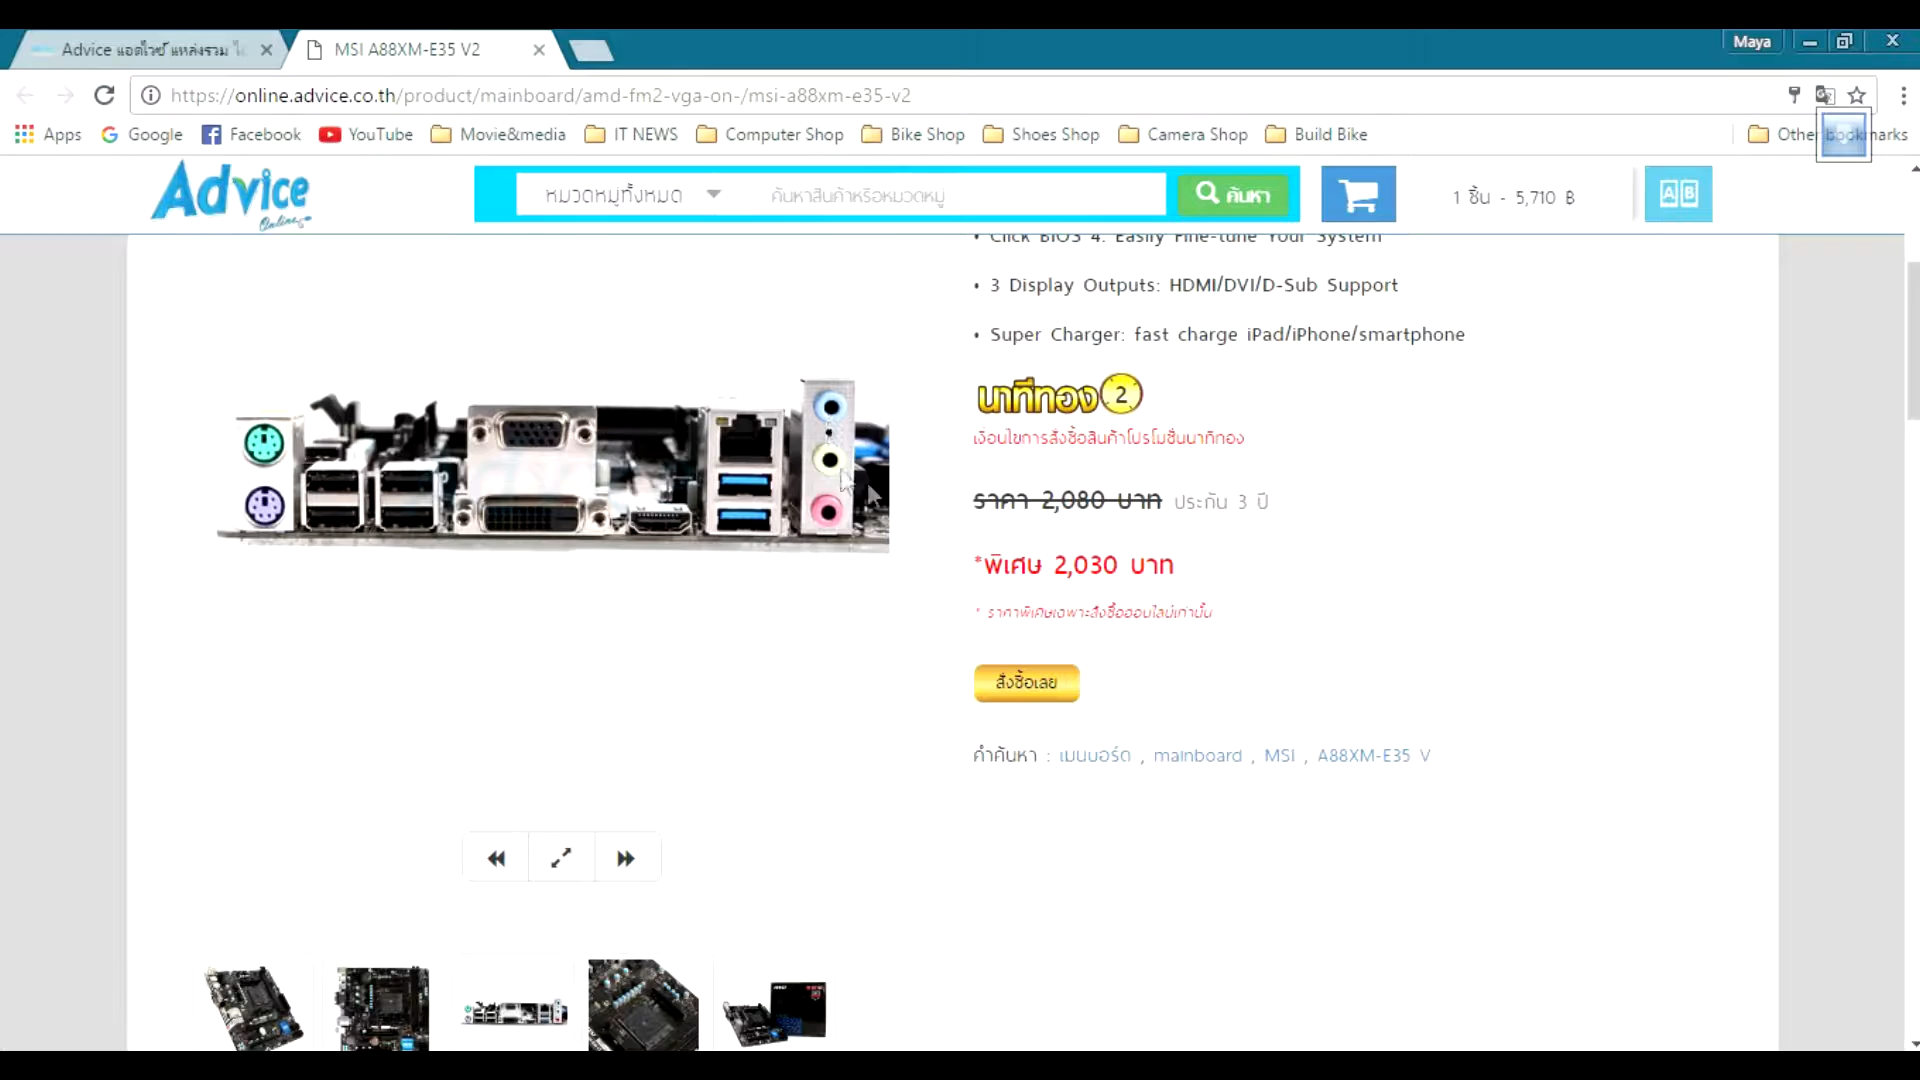 Advice แอดไวซ์ แหล่งรวม
MSI A88XM-E35 V2
Maya
https://online.advice.co.th/product/mainboard/amd-fm2-vga-on-/msi-a88xm-e35-v2
Apps
Google
Facebook
YouTube
Movie&media
IT NEWS
Computer Shop
Bike Shop
Shoes Shop
Camera Shop
Build Bike
Other bookmarks
Advice
Online
หมวดหมู่ทั้งหมด
ค้นหาสินค้าหรือหมวดหมู่
ค้นหา
1 ชิ้น - 5,710 ฿
A B
• Click BIOS 4: Easily Fine-tune Your System
• 3 Display Outputs: HDMI/DVI/D-Sub Support
• Super Charger: fast charge iPad/iPhone/smartphone
นาทีทอง 2
เงื่อนไขการสั่งซื้อสินค้าโปรโมชั่นนาทีทอง
ราคา 2,080 บาท ประกัน 3 ปี
*พิเศษ 2,030 บาท
* ราคาพิเศษเฉพาะสั่งซื้อออนไลน์เท่านั้น
สั่งซื้อเลย
คำค้นหา : เมนบอร์ด , mainboard , MSI , A88XM-E35 V